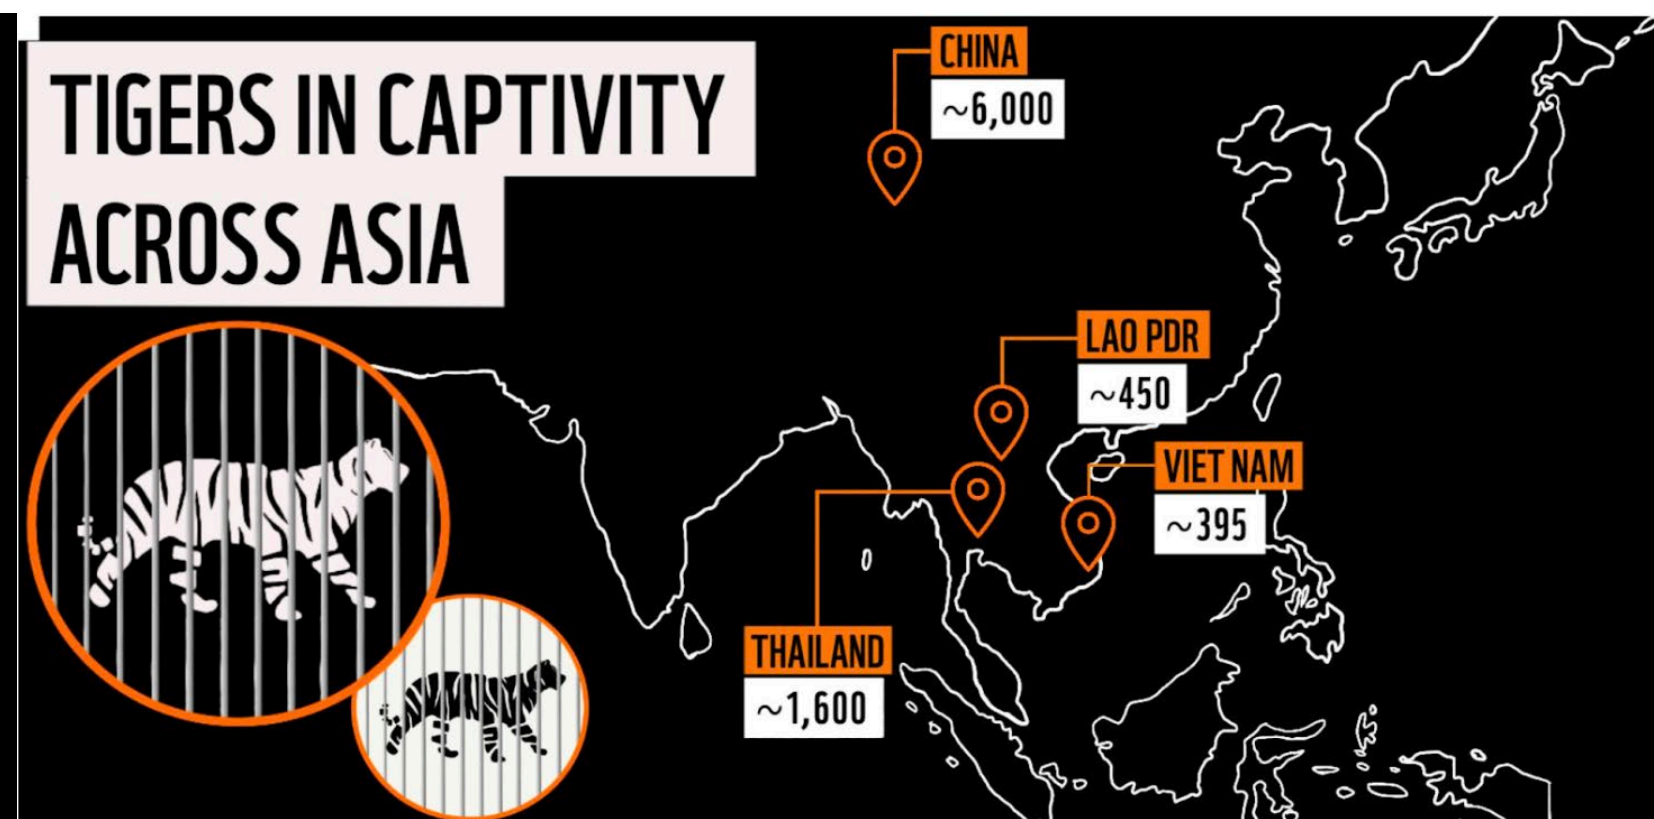 TIGERS IN CAPTIVITY
ACROSS ASIA
CHINA
~6,000
LAO PDR
~450
VIET NAM
~395
THAILAND
~1,600